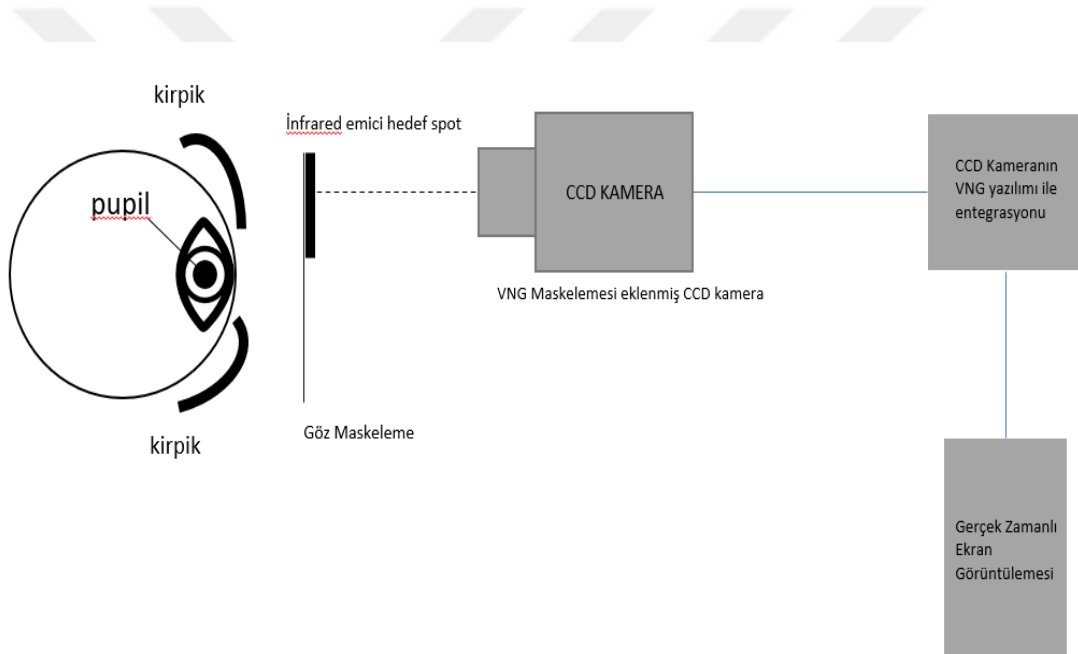 kirpik
İnfrared emici hedef spot
pupil
CCD KAMERA
CCD Kameranın
VNG yazılımı ile
entegrasyonu
VNG Maskelemesi eklenmiş CCD kamera
Göz Maskeleme
kirpik
Gerçek Zamanlı
Ekran
Görüntülemesi